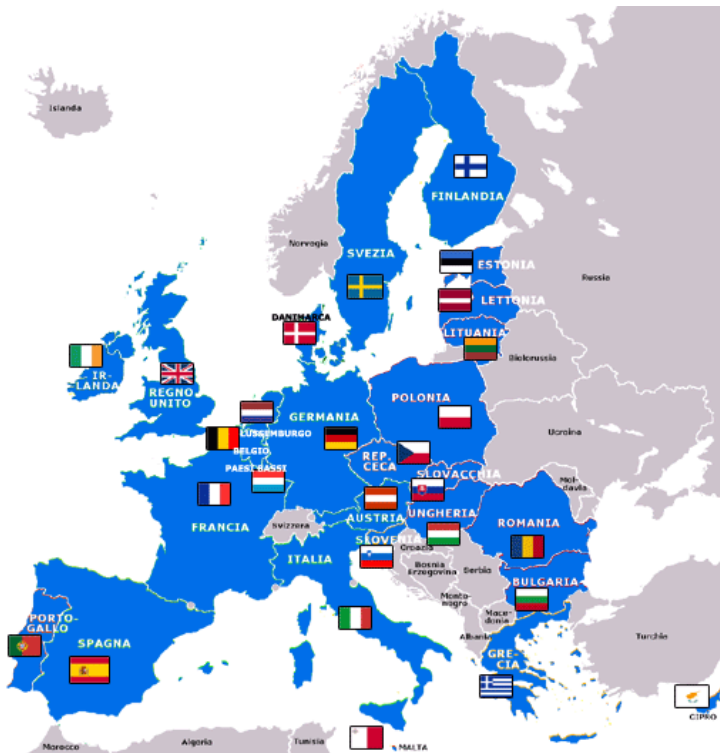 Islanda
FINLANDIA
Norvegia
SVEZIA
ESTONIA
Russia
LETTONIA
DANIMARCA
LITUANIA
Bielorussia
IR-
LANDA
REGNO
UNITO
POLONIA
GERMANIA
LUSSEMBURGO
Ucraina
BELGIO
REP.
CECA
PAESI BASSI
SLOVACCHIA
Mol-
davia
UNGHERIA
AUSTRIA
ROMANIA
FRANCIA
Svizzera
SLOVENIA
Croazia
ITALIA
Bosnia
Erzegovina
Serbia
BULGARIA
Monte-
negro
Mace-
donia
PORTO-
GALLO
SPAGNA
Albania
Turchia
GRE-
CIA
CIPRO
Marocco
Algeria
Tunisia
MALTA